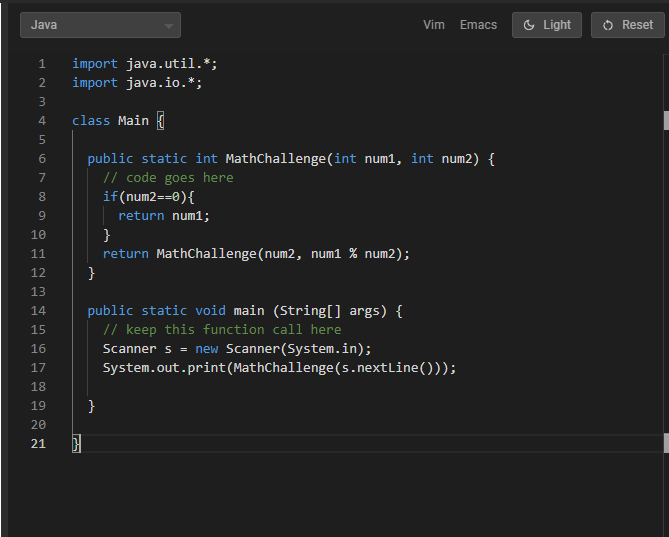 Java Vim Emacs Light Reset
1 import java.util.*;
2 import java.io.*;
3
4 class Main {
5
6   public static int MathChallenge(int num1, int num2) {
7     // code goes here
8     if(num2==0){
9       return num1;
10     }
11     return MathChallenge(num2, num1 % num2);
12   }
13
14   public static void main (String[] args) {
15     // keep this function call here
16     Scanner s = new Scanner(System.in);
17     System.out.print(MathChallenge(s.nextLine()));
18
19   }
20
21 }